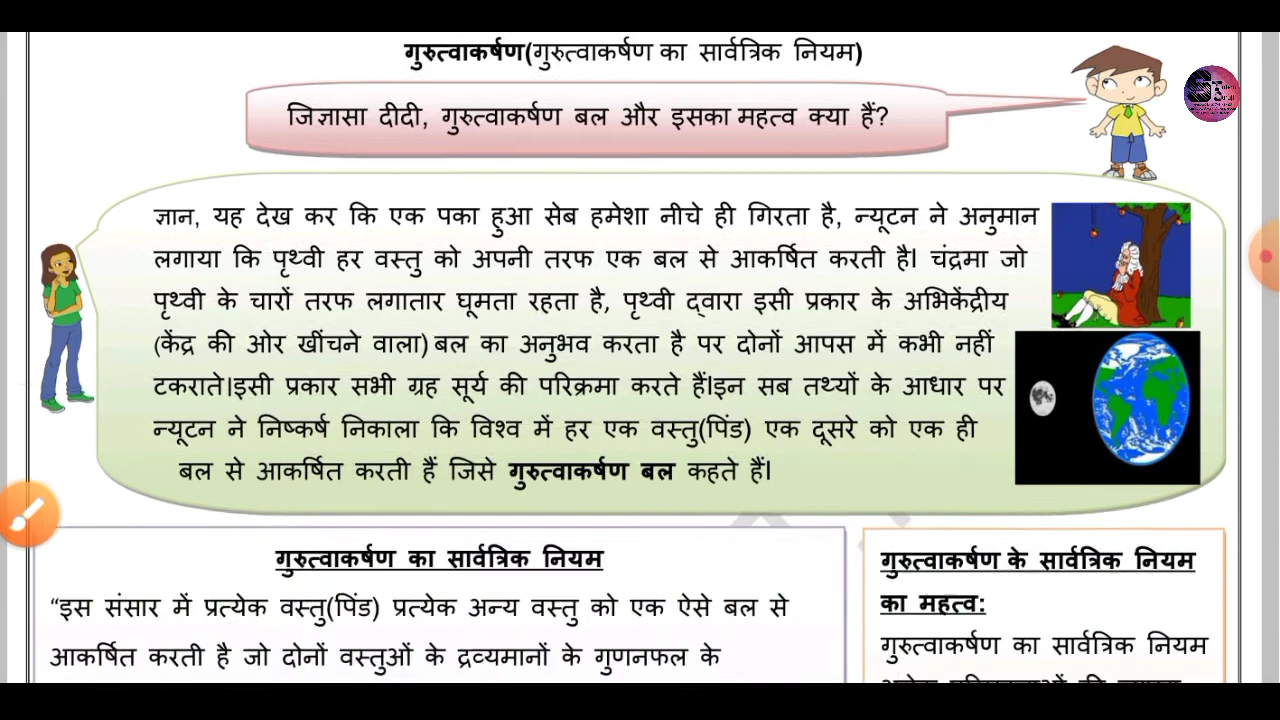 गुरुत्वाकर्षण(गुरुत्वाकर्षण का सार्वत्रिक नियम)
जिज्ञासा दीदी, गुरुत्वाकर्षण बल और इसका महत्व क्या हैं?
ज्ञान, यह देख कर कि एक पका हुआ सेब हमेशा नीचे ही गिरता है, न्यूटन ने अनुमान
लगाया कि पृथ्वी हर वस्तु को अपनी तरफ एक बल से आकर्षित करती है। चंद्रमा जो
पृथ्वी के चारों तरफ लगातार घूमता रहता है, पृथ्वी द्वारा इसी प्रकार के अभिकेंद्रीय
(केंद्र की ओर खींचने वाला) बल का अनुभव करता है पर दोनों आपस में कभी नहीं
टकराते।इसी प्रकार सभी ग्रह सूर्य की परिक्रमा करते हैं।इन सब तथ्यों के आधार पर
न्यूटन ने निष्कर्ष निकाला कि विश्व में हर एक वस्तु(पिंड) एक दूसरे को एक ही
बल से आकर्षित करती हैं जिसे गुरुत्वाकर्षण बल कहते हैं।
गुरुत्वाकर्षण का सार्वत्रिक नियम
“इस संसार में प्रत्येक वस्तु(पिंड) प्रत्येक अन्य वस्तु को एक ऐसे बल से
आकर्षित करती है जो दोनों वस्तुओं के द्रव्यमानों के गुणनफल के
गुरुत्वाकर्षण के सार्वत्रिक नियम
का महत्व:
गुरुत्वाकर्षण का सार्वत्रिक नियम